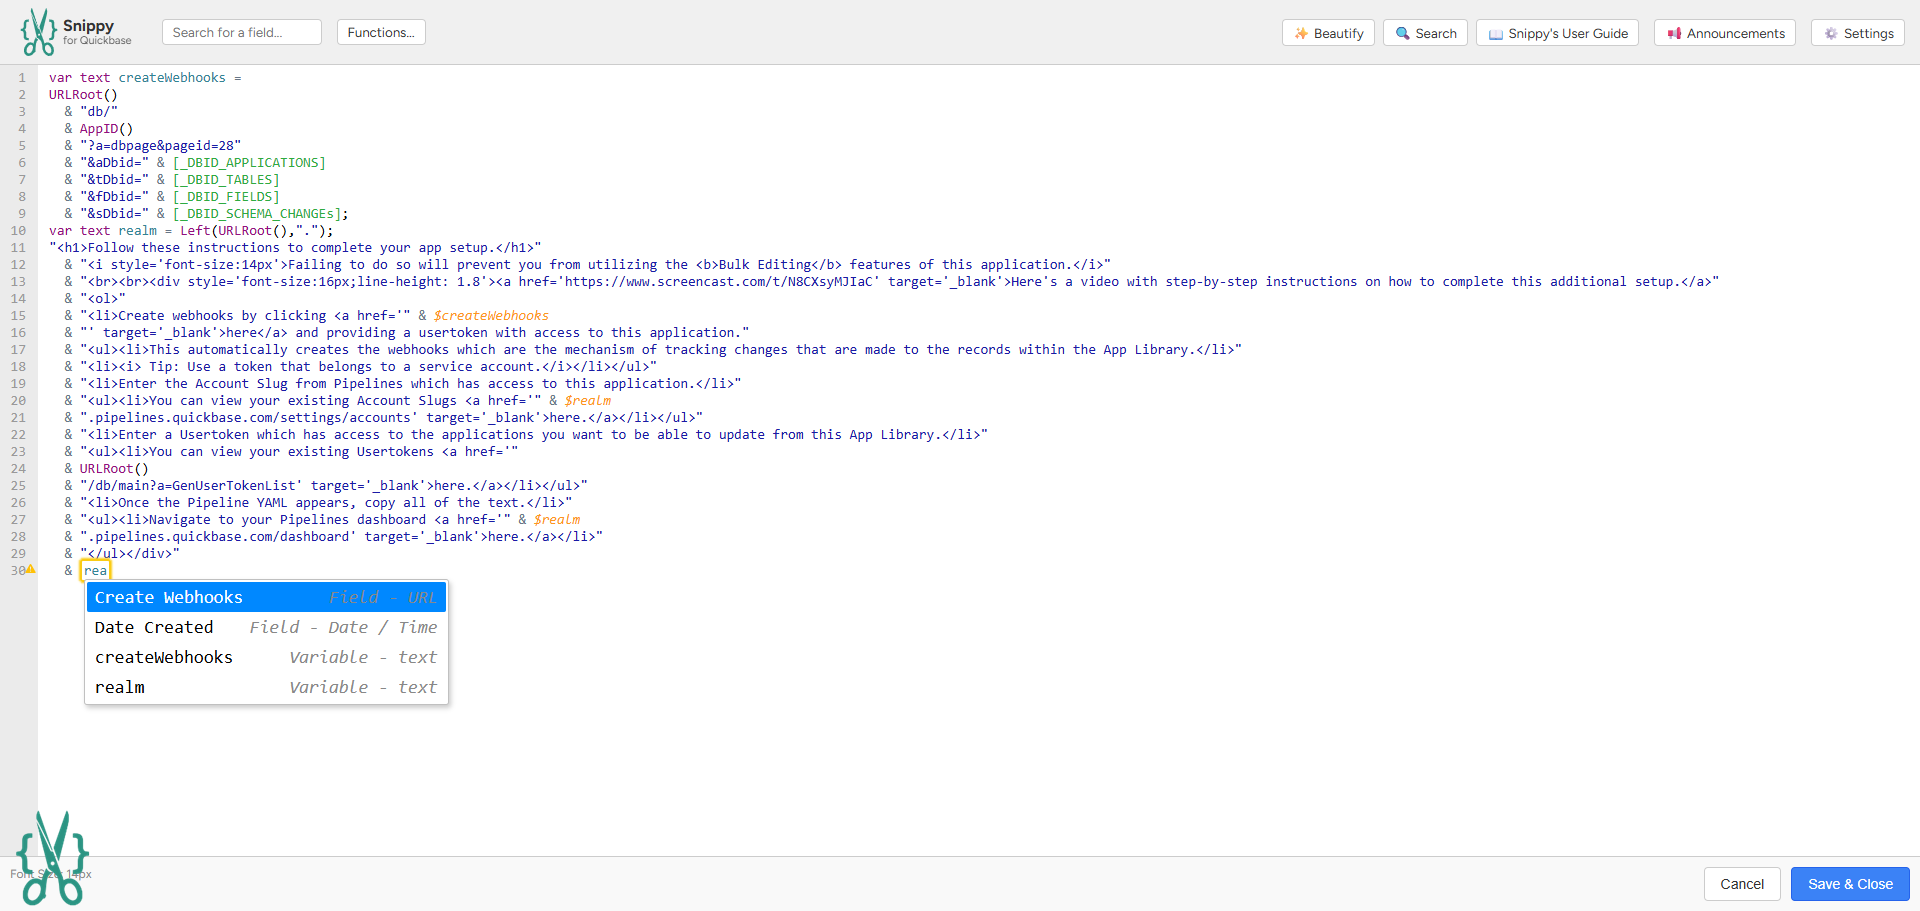 Snippy
for Quickbase
Search for a field...
Functions...
✨ Beautify
🔍 Search
📖 Snippy's User Guide
📢 Announcements
⚙️ Settings
1 var text createWebhooks =
2 URLRoot()
3   & "db/"
4   & AppID()
5   & "?a=dbpage&pageid=28"
6   & "&aDbid=" & [_DBID_APPLICATIONS]
7   & "&tDbid=" & [_DBID_TABLES]
8   & "&fDbid=" & [_DBID_FIELDS]
9   & "&sDbid=" & [_DBID_SCHEMA_CHANGEs];
10 var text realm = Left(URLRoot(),".");
11 "<h1>Follow these instructions to complete your app setup.</h1>"
12   & "<i style='font-size:14px'>Failing to do so will prevent you from utilizing the <b>Bulk Editing</b> features of this application.</i>"
13   & "<br><br><div style='font-size:16px;line-height: 1.8'><a href='https://www.screencast.com/t/N8CXsyMJIaC' target='_blank'>Here's a video with step-by-step instructions on how to complete this additional setup.</a>"
14   & "<ol>"
15   & "<li>Create webhooks by clicking <a href='" & $createWebhooks
16   & "' target='_blank'>here</a> and providing a usertoken with access to this application."
17   & "<ul><li>This automatically creates the webhooks which are the mechanism of tracking changes that are made to the records within the App Library.</li>"
18   & "<li><i> Tip: Use a token that belongs to a service account.</i></li></ul>"
19   & "<li>Enter the Account Slug from Pipelines which has access to this application.</li>"
20   & "<ul><li>You can view your existing Account Slugs <a href='" & $realm
21   & ".pipelines.quickbase.com/settings/accounts' target='_blank'>here.</a></li></ul>"
22   & "<li>Enter a Usertoken which has access to the applications you want to be able to update from this App Library.</li>"
23   & "<ul><li>You can view your existing Usertokens <a href='"
24   & URLRoot()
25   & "/db/main?a=GenUserTokenList' target='_blank'>here.</a></li></ul>"
26   & "<li>Once the Pipeline YAML appears, copy all of the text.</li>"
27   & "<ul><li>Navigate to your Pipelines dashboard <a href='" & $realm
28   & ".pipelines.quickbase.com/dashboard' target='_blank'>here.</a></li>"
29   & "</ul></div>"
30   & rea
Create Webhooks Field - URL
Date Created Field - Date / Time
createWebhooks Variable - text
realm Variable - text
Font Size: 14px
Cancel
Save & Close